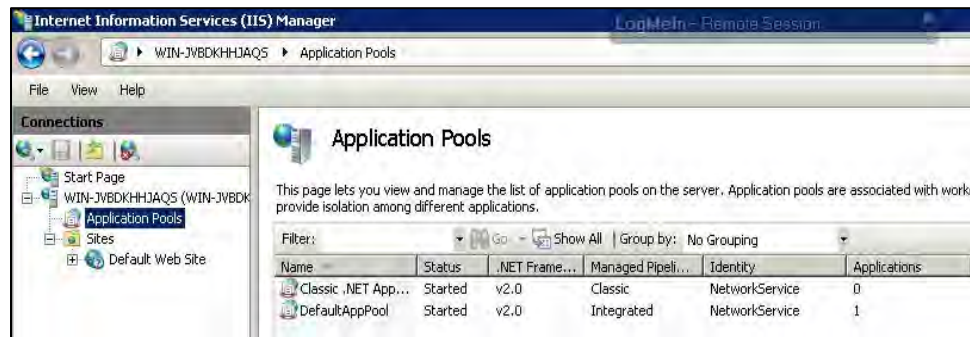 Internet Information Services (IIS) Manager
LogMeIn - Remote Session
WIN-JVBDKHHJAQS Application Pools
File View Help
Connections
Start Page
WIN-JVBDKHHJAQS (WIN-JVBDK
Application Pools
Sites
Default Web Site
Application Pools
This page lets you view and manage the list of application pools on the server. Application pools are associated with work
provide isolation among different applications.
Filter: Go Show All Group by: No Grouping
Name Status .NET Frame... Managed Pipeli... Identity Applications
Classic .NET App... Started v2.0 Classic NetworkService 0
DefaultAppPool Started v2.0 Integrated NetworkService 1